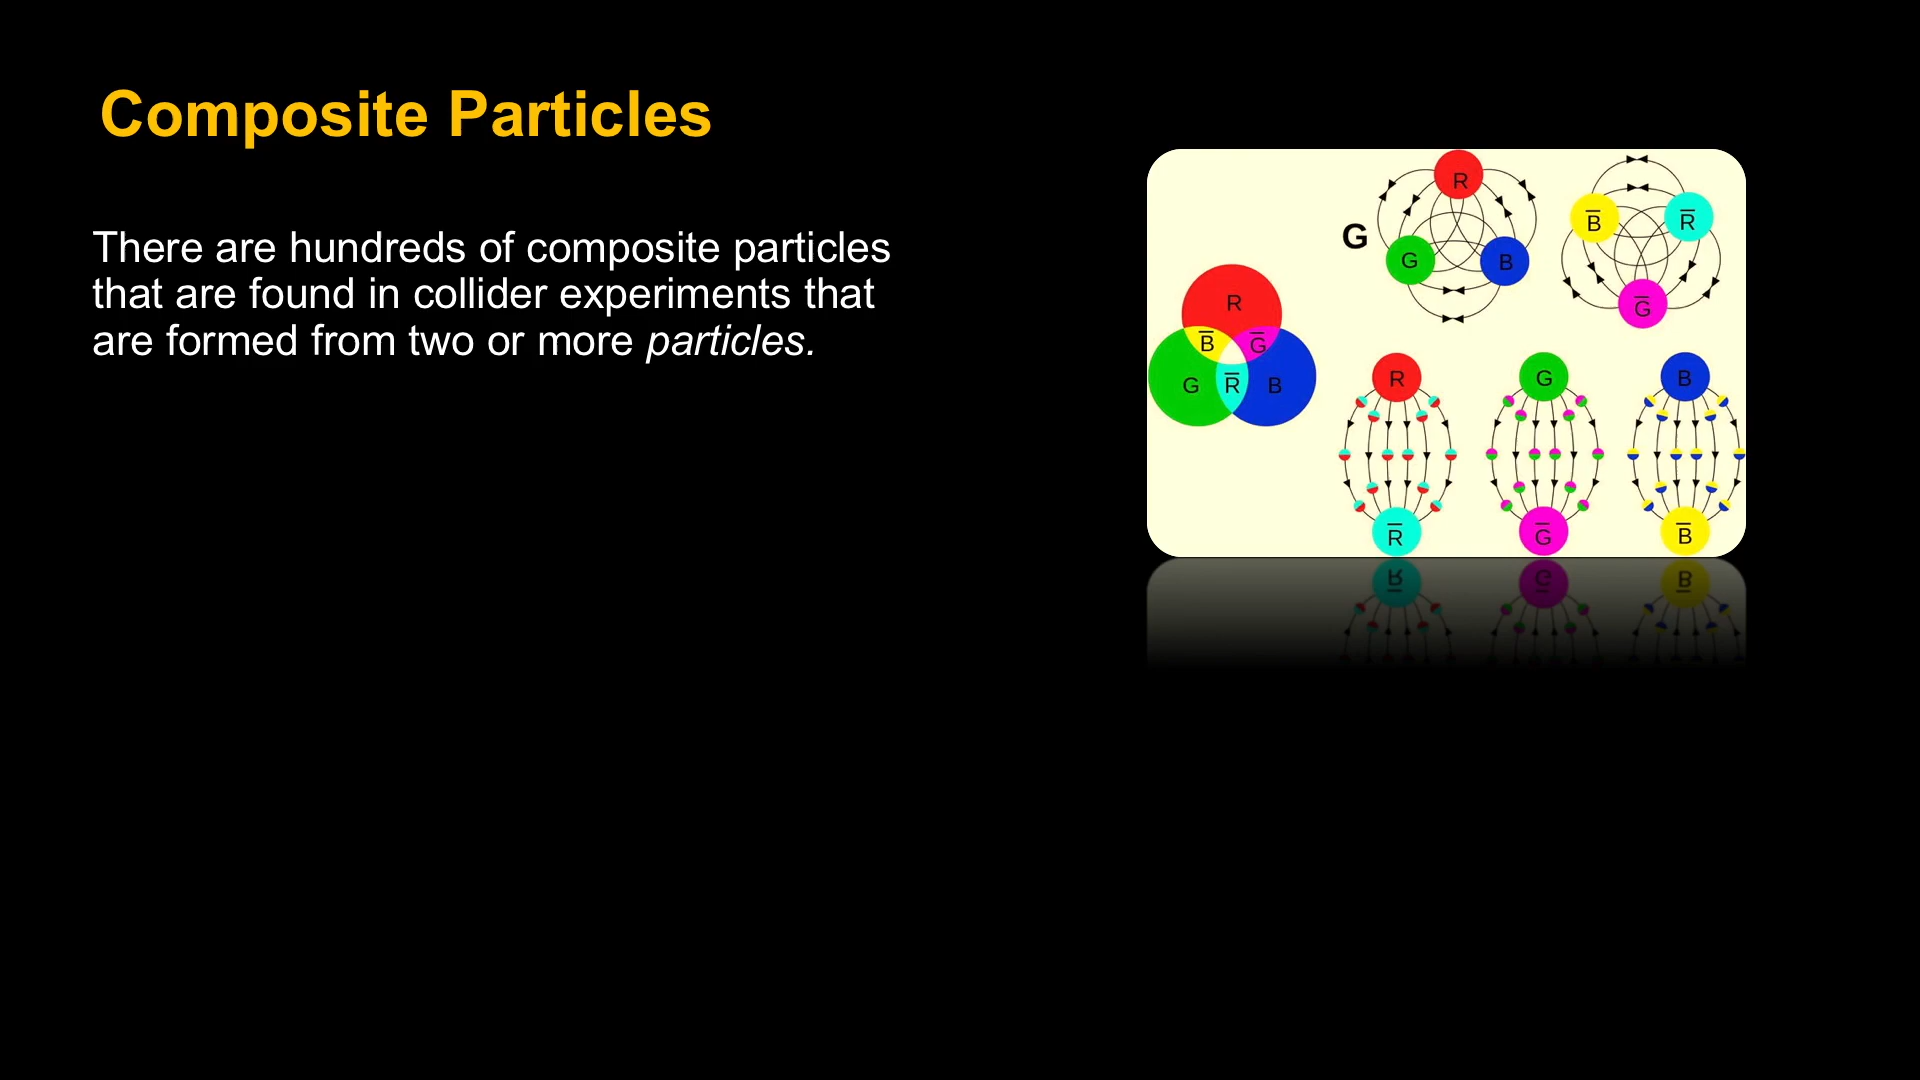 Composite Particles
There are hundreds of composite particles
that are found in collider experiments that
are formed from two or more particles.
R
B̅
G̅
G
R̅
B
G
R
G
B
B̅
R̅
G̅
R
G
B
R̅
G̅
B̅